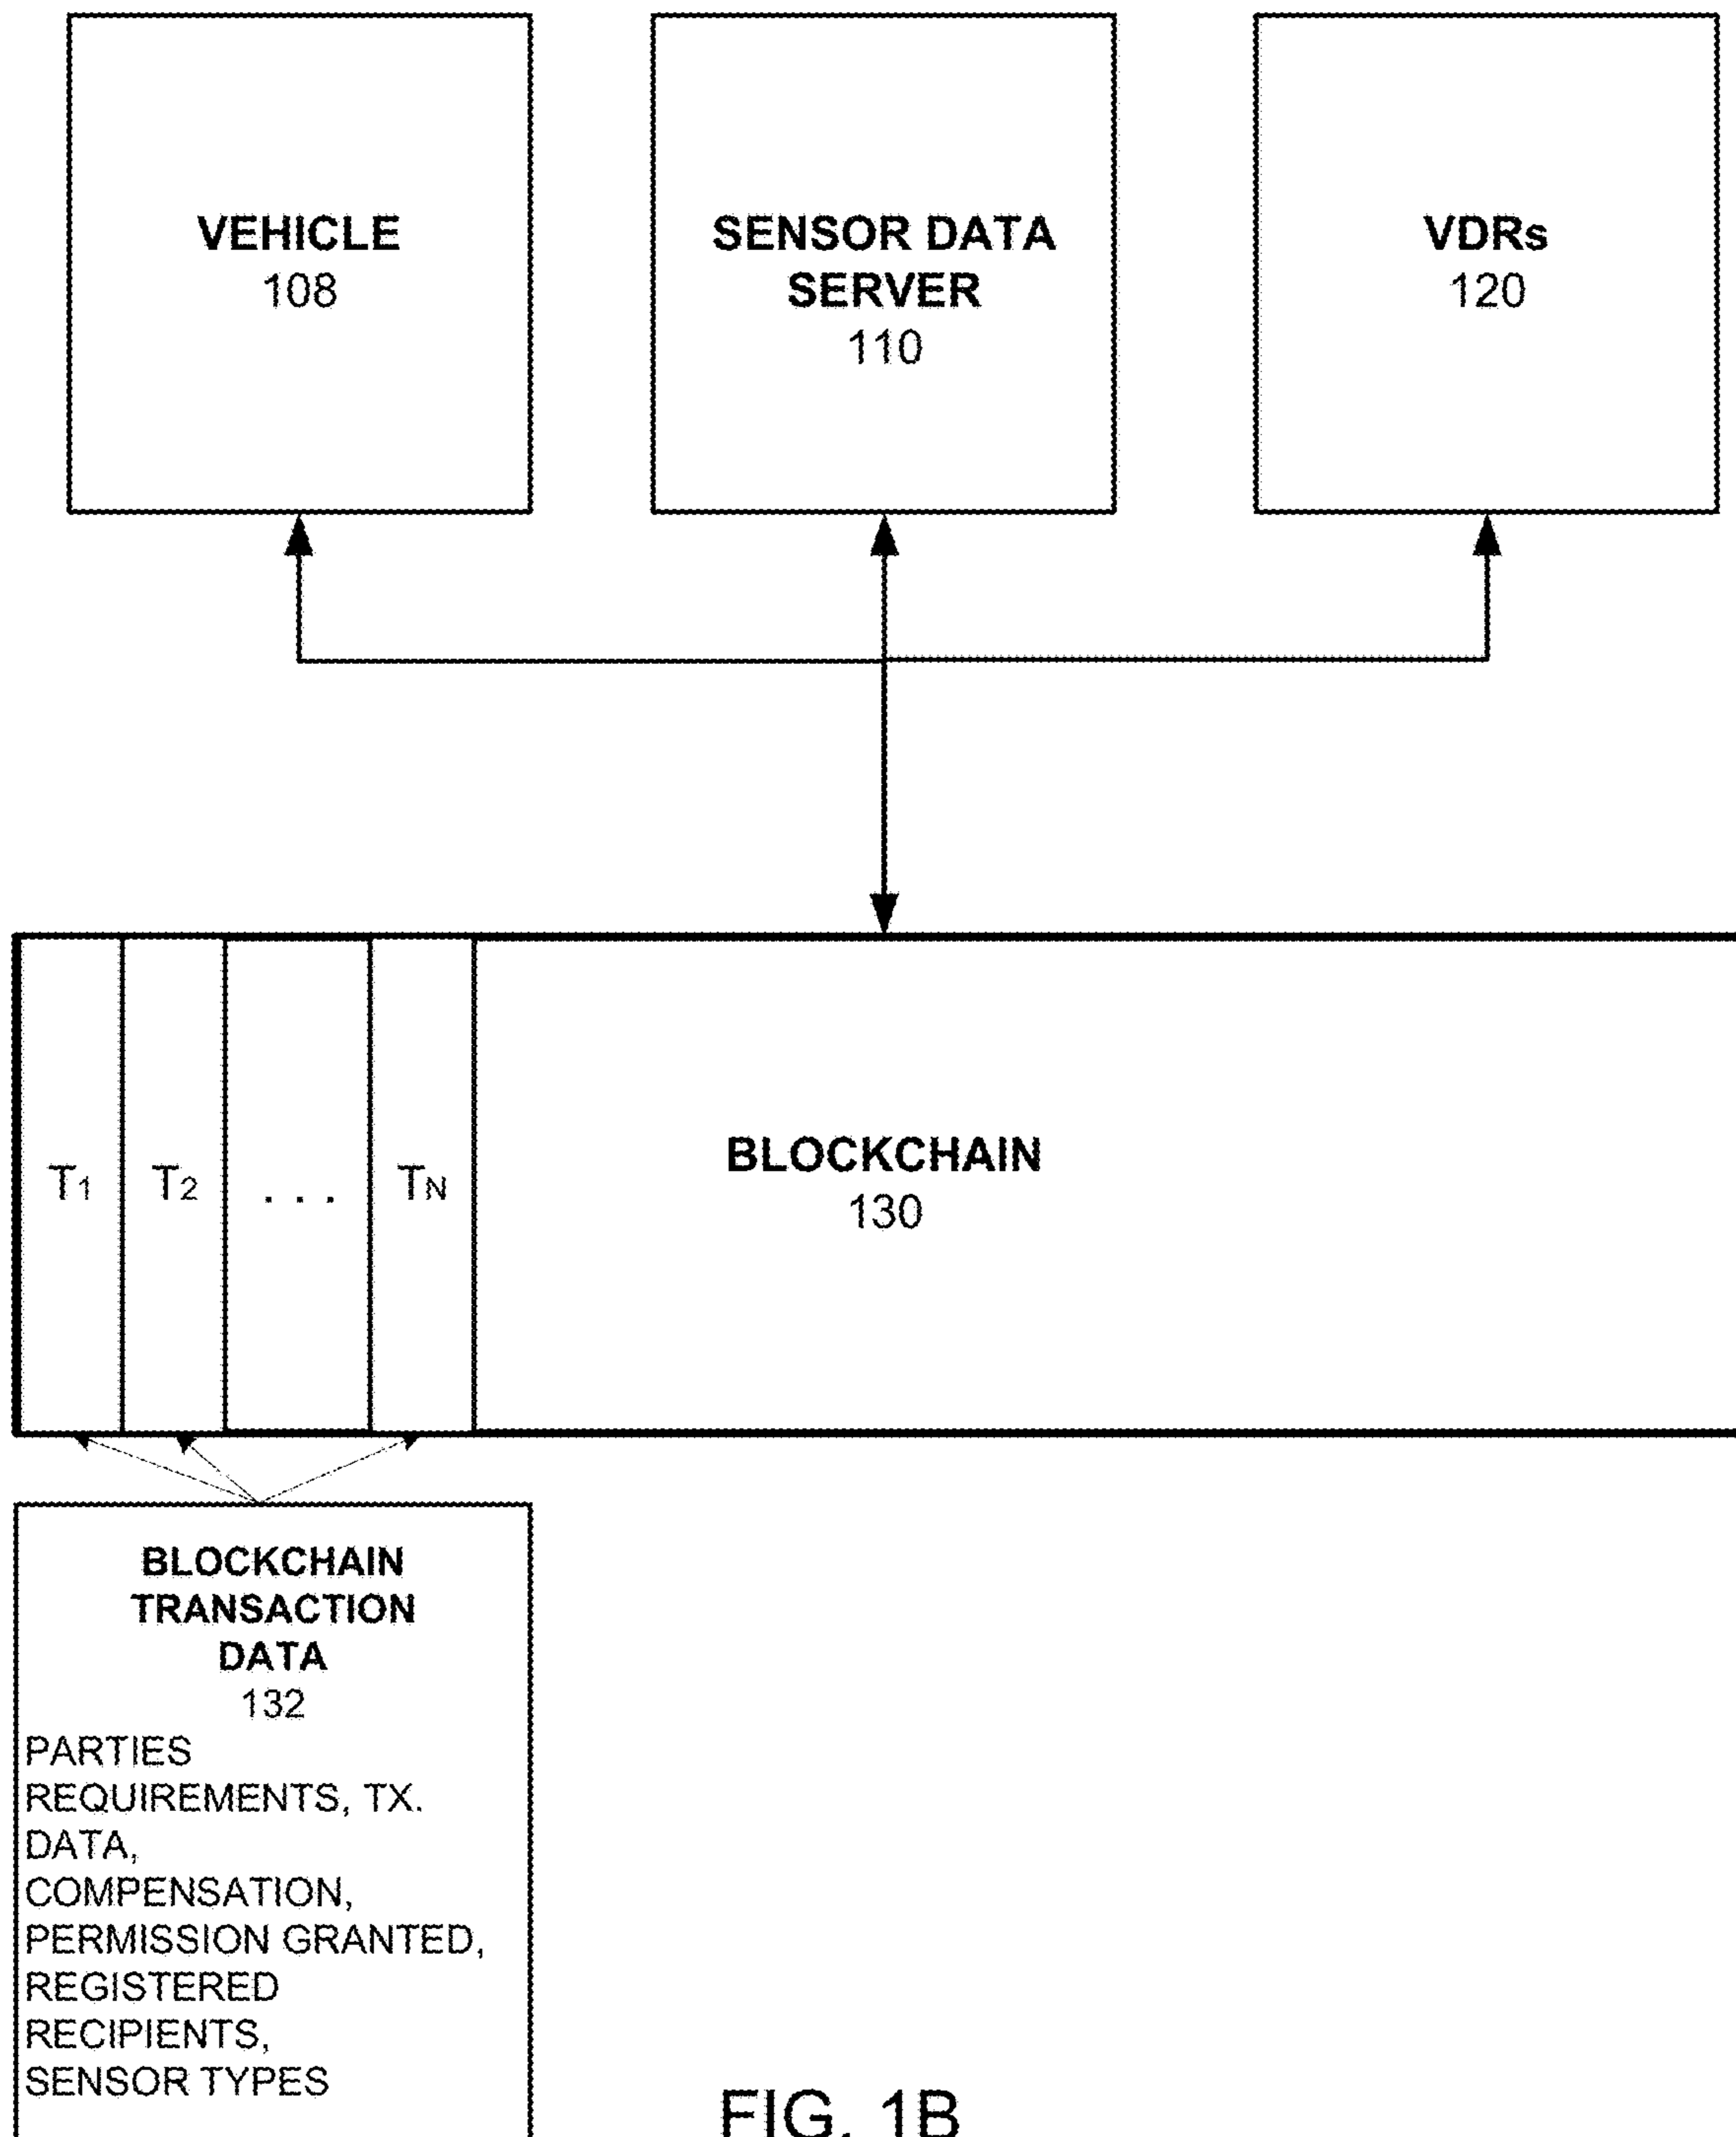 VEHICLE
108
SENSOR DATA
SERVER
110
VDRs
120
T1 T2 . . . TN
BLOCKCHAIN
130
BLOCKCHAIN
TRANSACTION
DATA
132
PARTIES
REQUIREMENTS, TX.
DATA,
COMPENSATION,
PERMISSION GRANTED,
REGISTERED
RECIPIENTS,
SENSOR TYPES
FIG. 1B